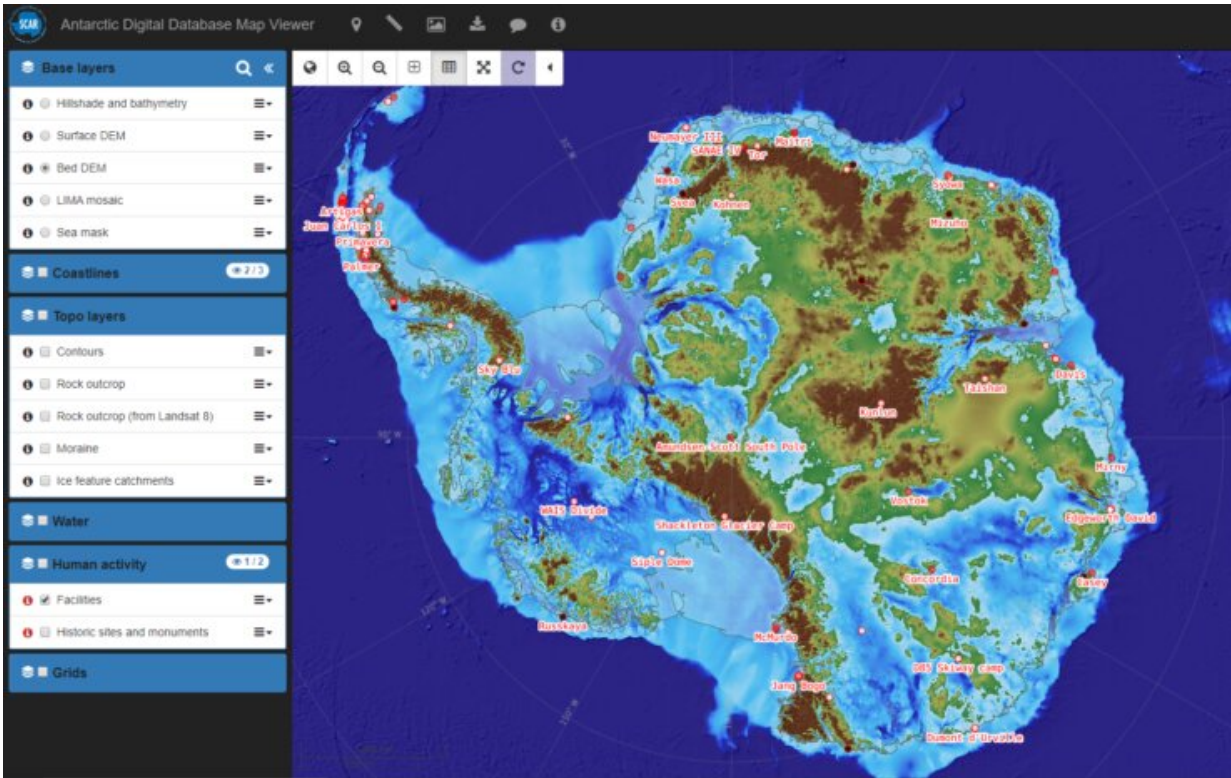 SCAR Antarctic Digital Database Map Viewer
Base layers
Hillshade and bathymetry
Surface DEM
Bed DEM
LIMA mosaic
Sea mask
Coastlines 2 / 3
Topo layers
Contours
Rock outcrop
Rock outcrop (from Landsat 8)
Moraine
Ice feature catchments
Water
Human activity 1 / 2
Facilities
Historic sites and monuments
Grids
Neumayer III
SANAE IV
Tor
Maitri
Wasa
Svea
Kohnen
Syowa
Mizuho
Artigas
Juan Carlos I
Primavera
Palmer
Sky Blu
Taishan
Davis
Kunlun
90° W
Amundsen Scott South Pole
Mirny
Vostok
WAIS Divide
Shackleton Glacier Camp
Edgeworth David
Siple Dome
Concordia
Casey
120° W
Russkaya
McMurdo
D85 Skiway camp
Jang Bogo
150° W
Dumont d'Urville